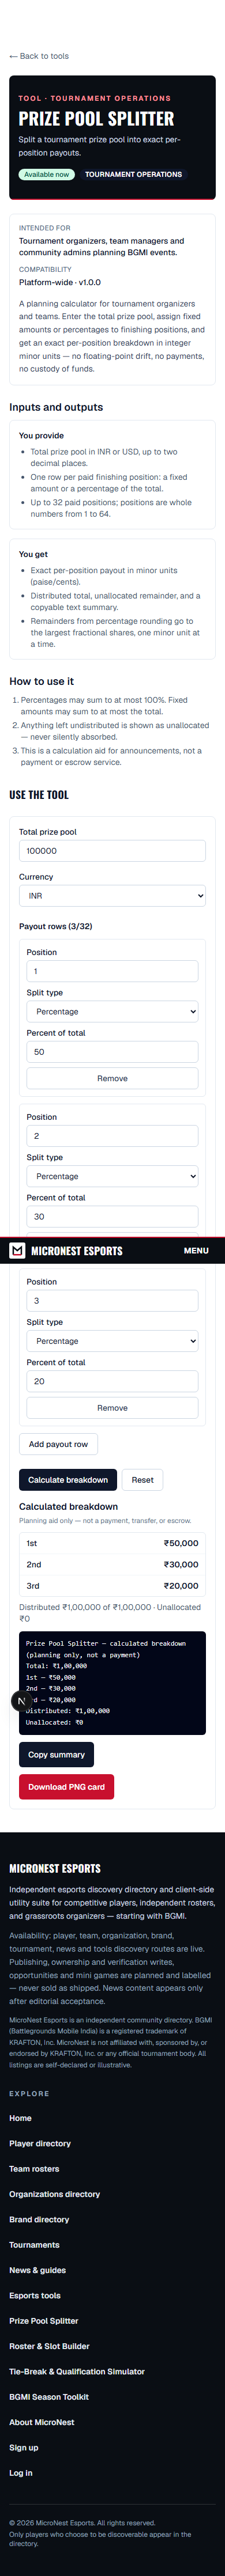 ← Back to tools
TOOL · TOURNAMENT OPERATIONS
PRIZE POOL SPLITTER
Split a tournament prize pool into exact per-
position payouts.
Available now
TOURNAMENT OPERATIONS
INTENDED FOR
Tournament organizers, team managers and
community admins planning BGMI events.
COMPATIBILITY
Platform-wide · v1.0.0
A planning calculator for tournament organizers
and teams. Enter the total prize pool, assign fixed
amounts or percentages to finishing positions, and
get an exact per-position breakdown in integer
minor units — no floating-point drift, no payments,
no custody of funds.
Inputs and outputs
You provide
• Total prize pool in INR or USD, up to two
decimal places.
• One row per paid finishing position: a fixed
amount or a percentage of the total.
• Up to 32 paid positions; positions are whole
numbers from 1 to 64.
You get
• Exact per-position payout in minor units
(paise/cents).
• Distributed total, unallocated remainder, and a
copyable text summary.
• Remainders from percentage rounding go to
the largest fractional shares, one minor unit at
a time.
How to use it
1. Percentages may sum to at most 100%. Fixed
amounts may sum to at most the total.
2. Anything left undistributed is shown as unallocated
— never silently absorbed.
3. This is a calculation aid for announcements, not a
payment or escrow service.
USE THE TOOL
Total prize pool
100000
Currency
INR
Payout rows (3/32)
Position
1
Split type
Percentage
Percent of total
50
Remove
Position
2
Split type
Percentage
Percent of total
30
MICRONEST ESPORTS
MENU
Position
3
Split type
Percentage
Percent of total
20
Remove
Add payout row
Calculate breakdown
Reset
Calculated breakdown
Planning aid only — not a payment, transfer, or escrow.
1st ₹50,000
2nd ₹30,000
3rd ₹20,000
Distributed ₹1,00,000 of ₹1,00,000 · Unallocated
₹0
Prize Pool Splitter — calculated breakdown
(planning only, not a payment)
Total: ₹1,00,000
1st — ₹50,000
2nd — ₹30,000
— ₹20,000
Distributed: ₹1,00,000
Unallocated: ₹0
N
Copy summary
Download PNG card
MICRONEST ESPORTS
Independent esports discovery directory and client-side
utility suite for competitive players, independent rosters,
and grassroots organizers — starting with BGMI.
Availability: player, team, organization, brand,
tournament, news and tools discovery routes are live.
Publishing, ownership and verification writes,
opportunities and mini games are planned and labelled
— never sold as shipped. News content appears only
after editorial acceptance.
MicroNest Esports is an independent community directory. BGMI
(Battlegrounds Mobile India) is a registered trademark of
KRAFTON, Inc. MicroNest is not affiliated with, sponsored by, or
endorsed by KRAFTON, Inc. or any official tournament body. All
listings are self-declared or illustrative.
EXPLORE
Home
Player directory
Team rosters
Organizations directory
Brand directory
Tournaments
News & guides
Esports tools
Prize Pool Splitter
Roster & Slot Builder
Tie-Break & Qualification Simulator
BGMI Season Toolkit
About MicroNest
Sign up
Log in
© 2026 MicroNest Esports. All rights reserved.
Only players who choose to be discoverable appear in the
directory.